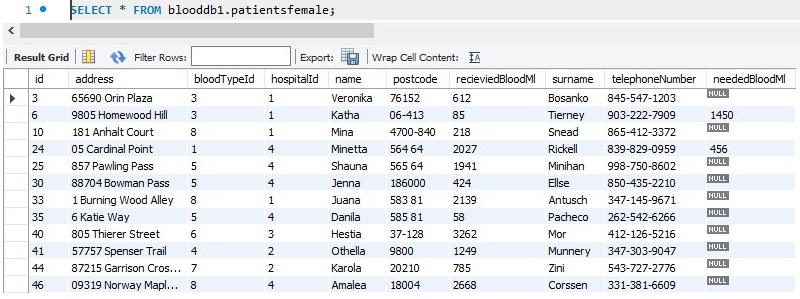 1 SELECT * FROM blooddb1.patientsfemale;
Result Grid Filter Rows: Export: Wrap Cell Content: IA
id address bloodTypeId hospitalId name postcode recieviedBloodMl surname telephoneNumber neededBloodMl
3 65690 Orin Plaza 3 1 Veronika 76152 612 Bosanko 845-547-1203 NULL
6 9805 Homewood Hill 3 1 Katha 06-413 85 Tierney 903-222-7909 1450
10 181 Anhalt Court 8 1 Mina 4700-840 218 Snead 865-412-3372 NULL
24 05 Cardinal Point 1 4 Minetta 564 64 2027 Rickell 839-829-0959 456
25 857 Pawling Pass 5 4 Shauna 565 64 1941 Minihan 998-750-8602 NULL
30 88704 Bowman Pass 5 4 Jenna 186000 424 Ellse 850-435-2210 NULL
33 1 Burning Wood Alley 8 1 Juana 583 81 2139 Antusch 347-145-9671 NULL
35 6 Katie Way 5 4 Danila 585 81 58 Pacheco 262-542-6266 NULL
40 805 Thierer Street 6 3 Hestia 37-128 3262 Mor 412-126-5216 NULL
41 57757 Spenser Trail 4 2 Othella 9800 1249 Munnery 347-303-9047 NULL
44 87215 Garrison Cros... 7 2 Karola 20210 785 Zini 543-727-2776 NULL
46 09319 Norway Mapl... 8 4 Amalea 18004 2668 Corssen 331-381-6609 NULL